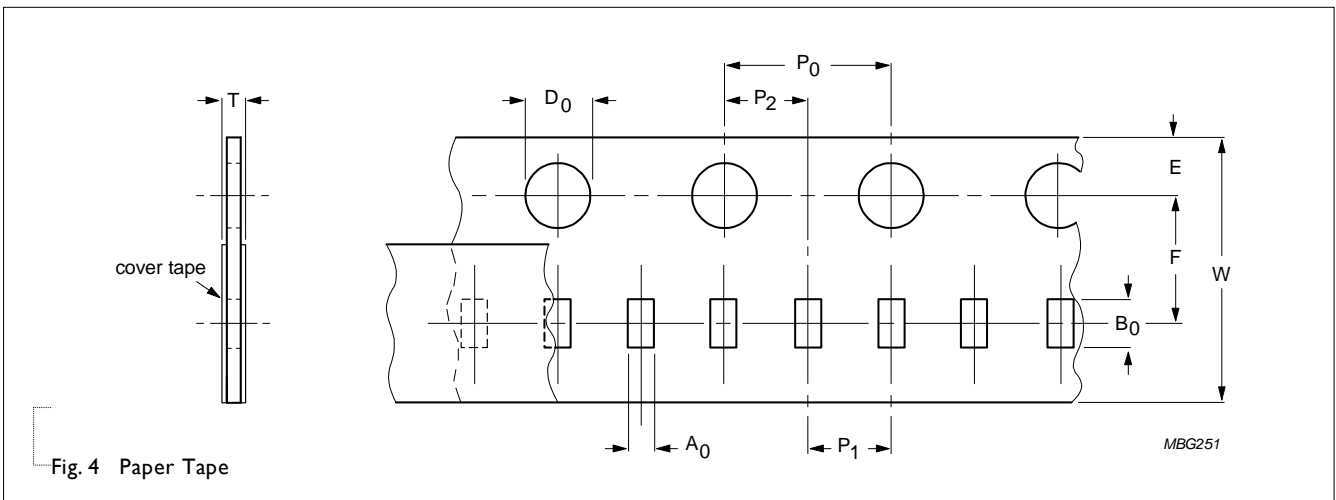 P0
T
D0
P2
E
F
W
cover tape
B0
A0
P1
MBG251
Fig. 4 Paper Tape